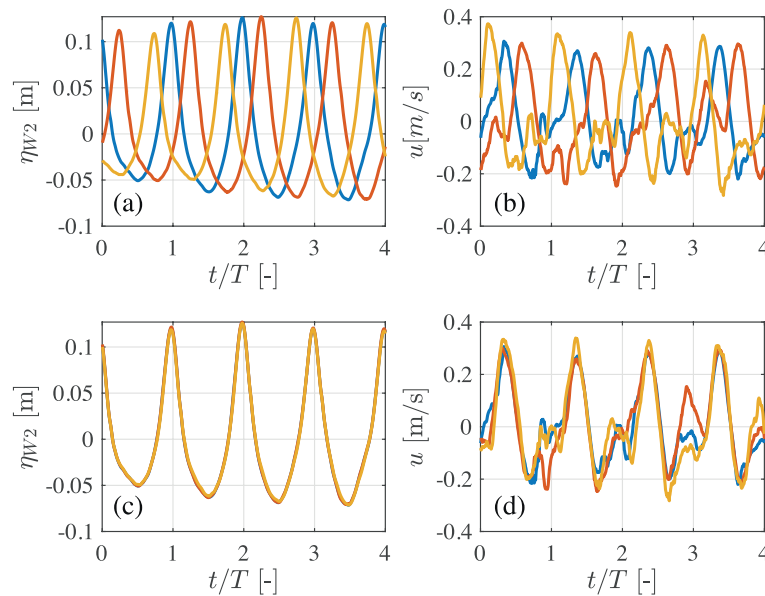 0.1
0.05
0
-0.05
-0.1
η_{W2} [m]
(a)
0 1 2 3 4
t/T [-]
0.4
0.2
0
-0.2
-0.4
u[m/s]
(b)
0 1 2 3 4
t/T [-]
0.1
0.05
0
-0.05
-0.1
η_{W2} [m]
(c)
0 1 2 3 4
t/T [-]
0.4
0.2
0
-0.2
-0.4
u [m/s]
(d)
0 1 2 3 4
t/T [-]